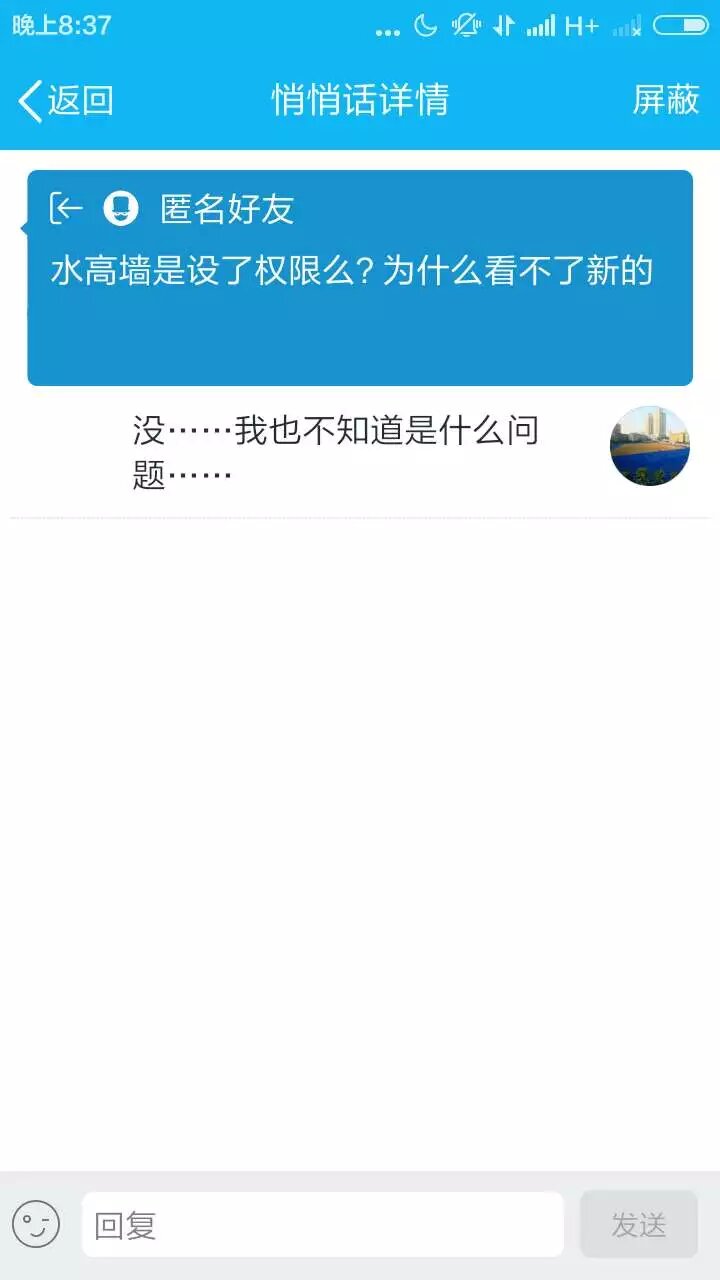 晚上8:37
H+
返回
悄悄话详情
屏蔽
匿名好友
水高墙是设了权限么?为什么看不了新的
没……我也不知道是什么问
题……
回复
发送